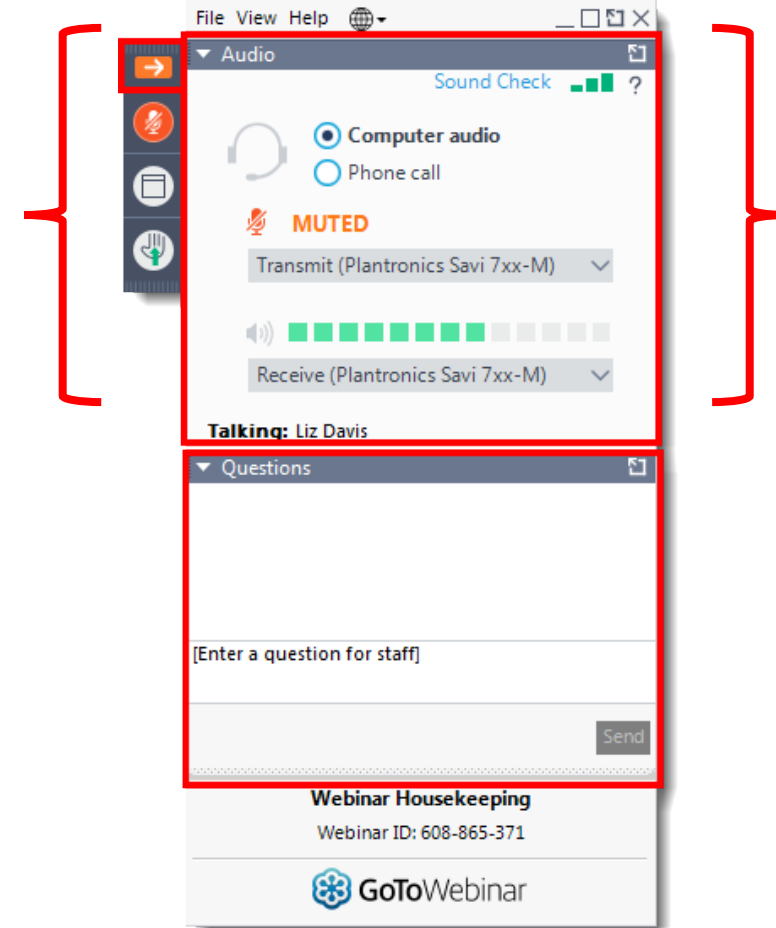 File View Help
Audio
Sound Check ?
Computer audio
Phone call
MUTED
Transmit (Plantronics Savi 7xx-M)
Receive (Plantronics Savi 7xx-M)
Talking: Liz Davis
Questions
[Enter a question for staff]
Send
Webinar Housekeeping
Webinar ID: 608-865-371
GoToWebinar